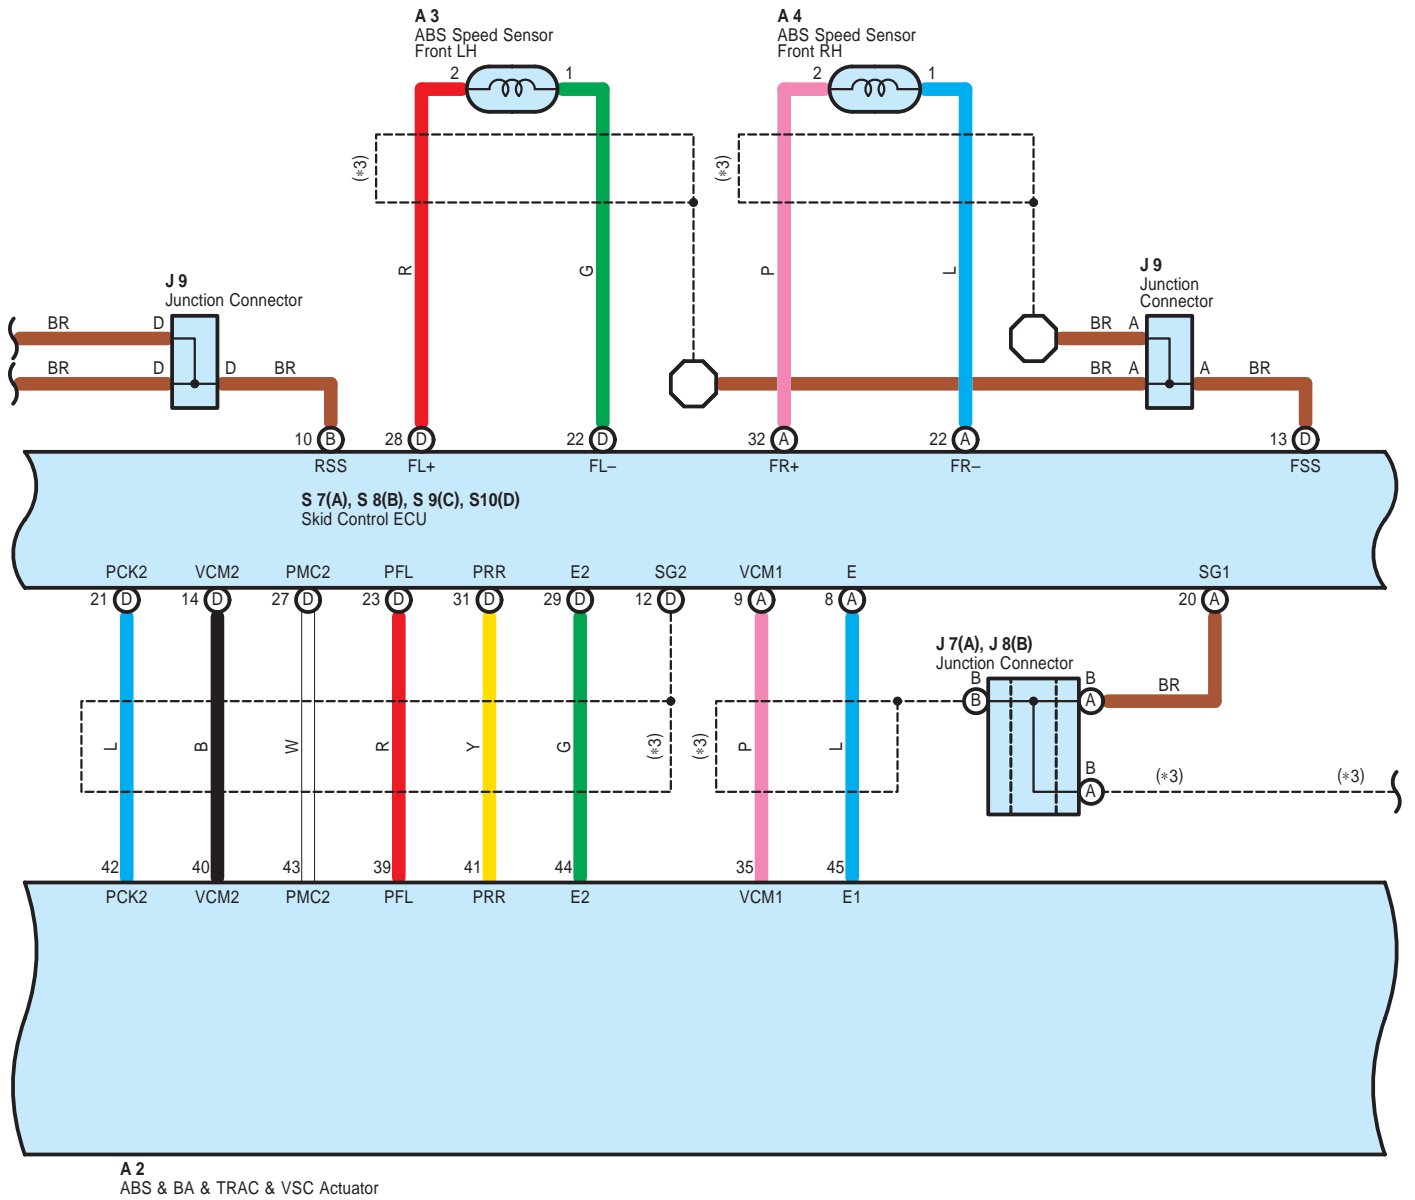 A 3
ABS Speed Sensor
Front LH
A 4
ABS Speed Sensor
Front RH
2 1 2 1
(*3) (*3)
R G P L
J 9
Junction Connector
J 9
Junction
Connector
BR D
BR D D BR
BR A
BR A A BR
10 B 28 D 22 D 32 A 22 A 13 D
RSS FL+ FL– FR+ FR– FSS
S 7(A), S 8(B), S 9(C), S10(D)
Skid Control ECU
PCK2 VCM2 PMC2 PFL PRR E2 SG2 VCM1 E SG1
21 D 14 D 27 D 23 D 31 D 29 D 12 D 9 A 8 A 20 A
J 7(A), J 8(B)
Junction Connector
B B
B A BR
L B W R Y G (*3) (*3) P L
B
A (*3) (*3)
42 40 43 39 41 44 35 45
PCK2 VCM2 PMC2 PFL PRR E2 VCM1 E1
A 2
ABS & BA & TRAC & VSC Actuator